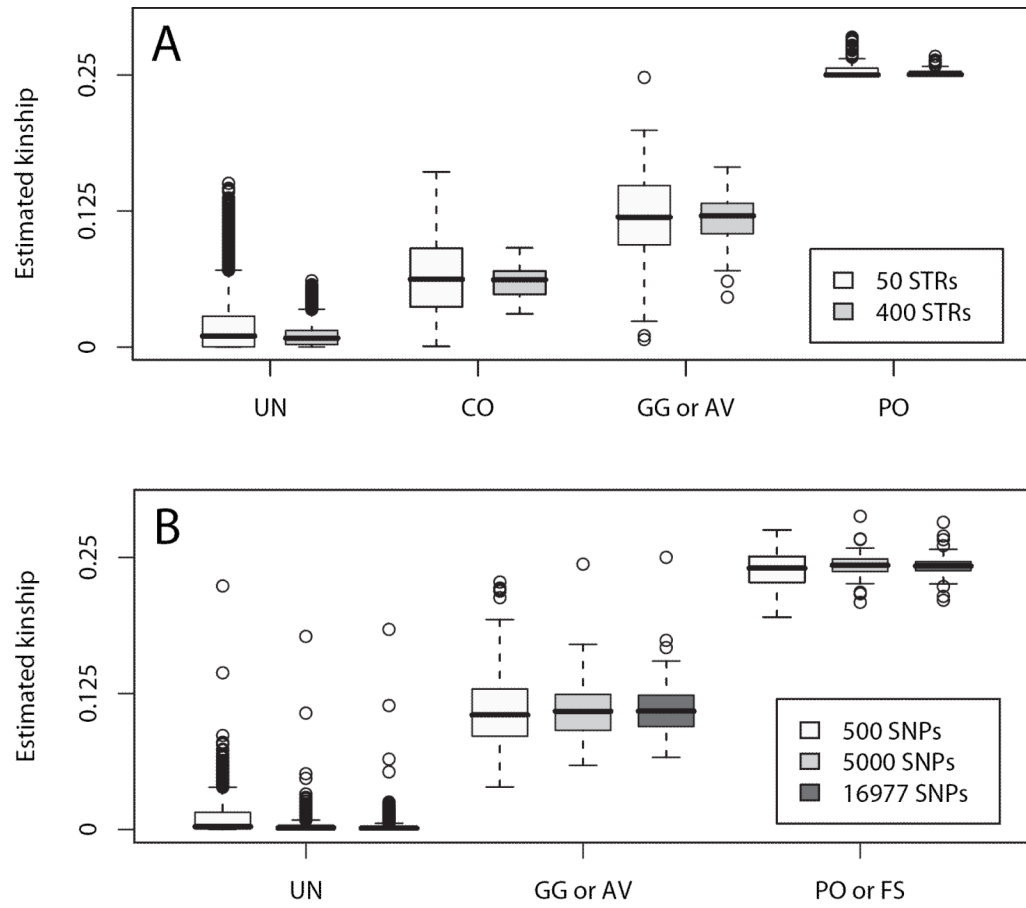 A
Estimated kinship
0.25
0.125
0
50 STRs
400 STRs
UN
CO
GG or AV
PO
B
Estimated kinship
0.25
0.125
0
500 SNPs
5000 SNPs
16977 SNPs
UN
GG or AV
PO or FS